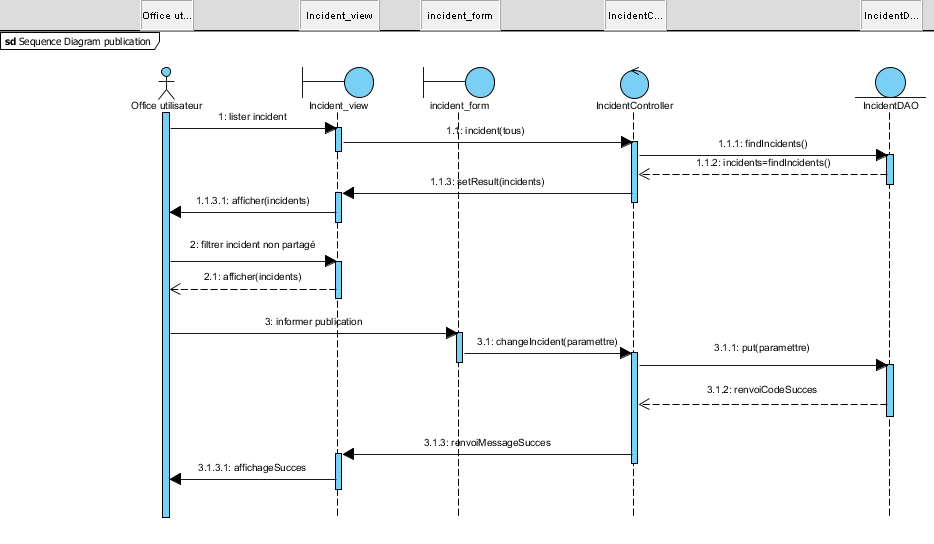 Office ut...
Incident_view
incident_form
IncidentC...
IncidentD...
sd Sequence Diagram publication
Office utilisateur
Incident_view
incident_form
IncidentController
IncidentDAO
1: lister incident
1.1: incident(tous)
1.1.1: findIncidents()
1.1.2: incidents=findIncidents()
1.1.3: setResult(incidents)
1.1.3.1: afficher(incidents)
2: filtrer incident non partagé
2.1: afficher(incidents)
3: informer publication
3.1: changeIncident(paramettre)
3.1.1: put(paramettre)
3.1.2: renvoiCodeSucces
3.1.3: renvoiMessageSucces
3.1.3.1: affichageSucces